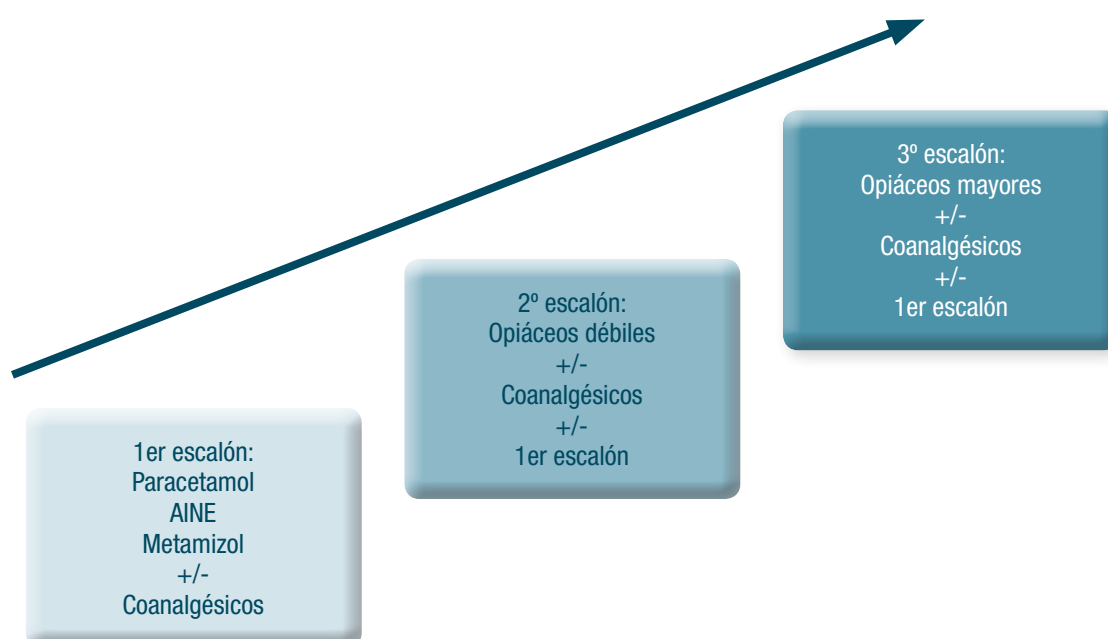 1er escalón:
Paracetamol
AINE
Metamizol
+/-
Coanalgésicos
2º escalón:
Opiáceos débiles
+/-
Coanalgésicos
+/-
1er escalón
3º escalón:
Opiáceos mayores
+/-
Coanalgésicos
+/-
1er escalón